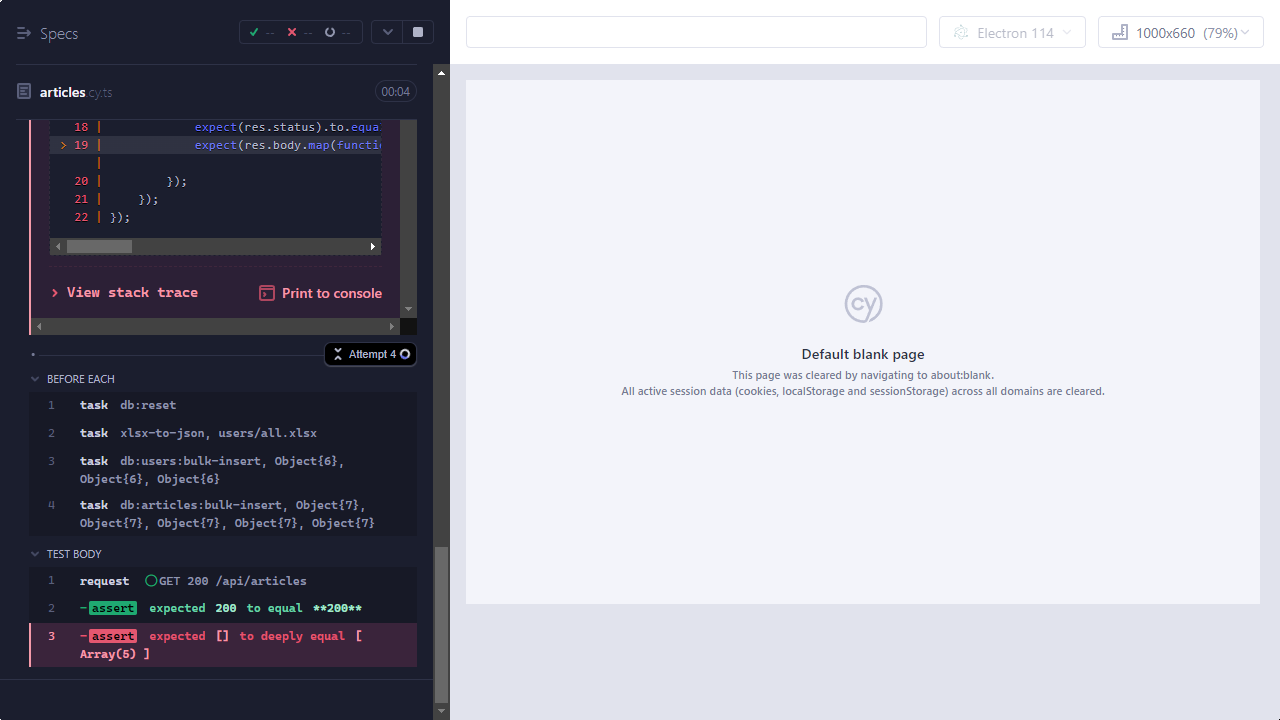 Specs
-- -- --
Electron 114
1000x660 (79%)
articles cy.ts
00:04
18 | expect(res.status).to.equa
> 19 | expect(res.body.map(functi
|
20 | });
21 | });
22 | });
> View stack trace
Print to console
Attempt 4
BEFORE EACH
1 task db:reset
2 task xlsx-to-json, users/all.xlsx
3 task db:users:bulk-insert, Object{6},
Object{6}, Object{6}
4 task db:articles:bulk-insert, Object{7},
Object{7}, Object{7}, Object{7}, Object{7}
TEST BODY
1 request GET 200 /api/articles
2 -assert expected 200 to equal **200**
3 -assert expected [] to deeply equal [
Array(5) ]
cy
Default blank page
This page was cleared by navigating to about:blank.
All active session data (cookies, localStorage and sessionStorage) across all domains are cleared.